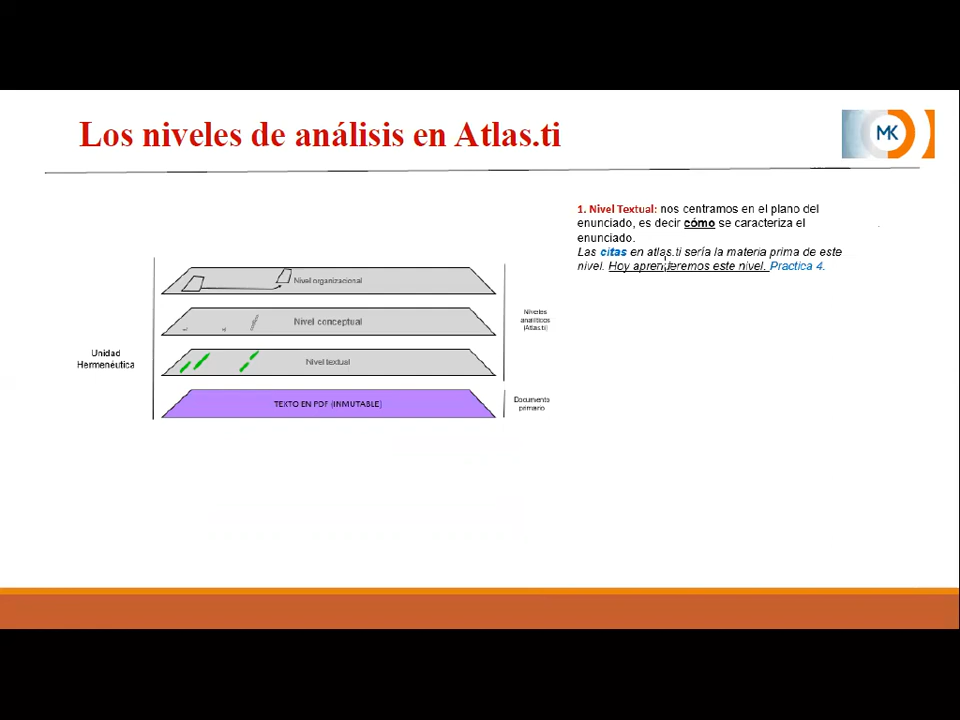 Los niveles de análisis en Atlas.ti
MK
1. Nivel Textual: nos centramos en el plano del
enunciado, es decir cómo se caracteriza el
enunciado.
Las citas en atlas.ti sería la materia prima de este
nivel. Hoy aprenderemos este nivel. Practica 4.
Nivel organizacional
Nivel conceptual
Nivel textual
TEXTO EN PDF (INMUTABLE)
Unidad
Hermenéutica
Niveles
analíticos
(Atlas.ti)
Documento
primario